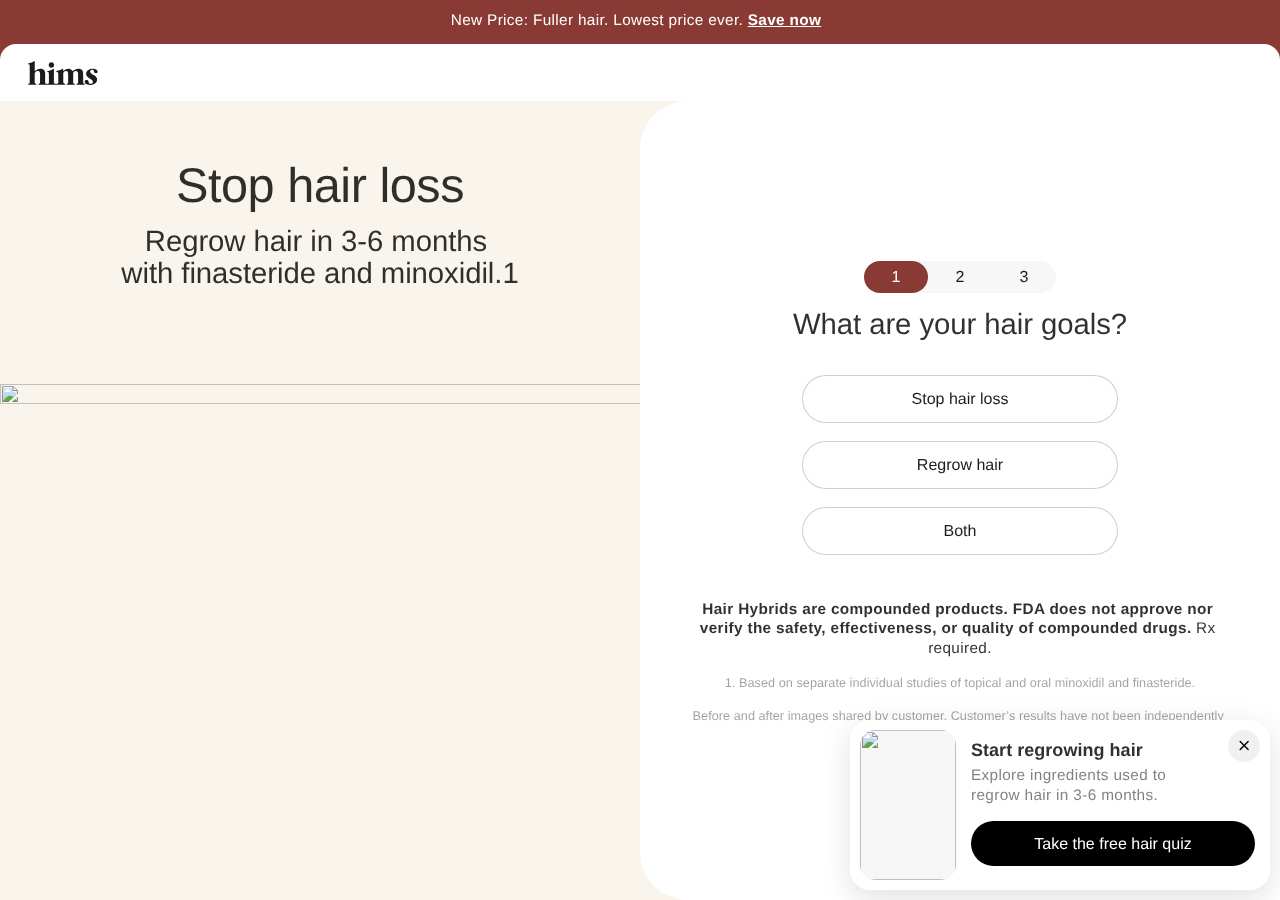 New Price: Fuller hair. Lowest price ever. Save now
hims
Stop hair loss
Regrow hair in 3-6 months
with finasteride and minoxidil.1
1 2 3
What are your hair goals?
Stop hair loss
Regrow hair
Both
Hair Hybrids are compounded products. FDA does not approve nor
verify the safety, effectiveness, or quality of compounded drugs. Rx
required.
1. Based on separate individual studies of topical and oral minoxidil and finasteride.
Before and after images shared by customer. Customer's results have not been independently
Start regrowing hair
Explore ingredients used to
regrow hair in 3-6 months.
Take the free hair quiz